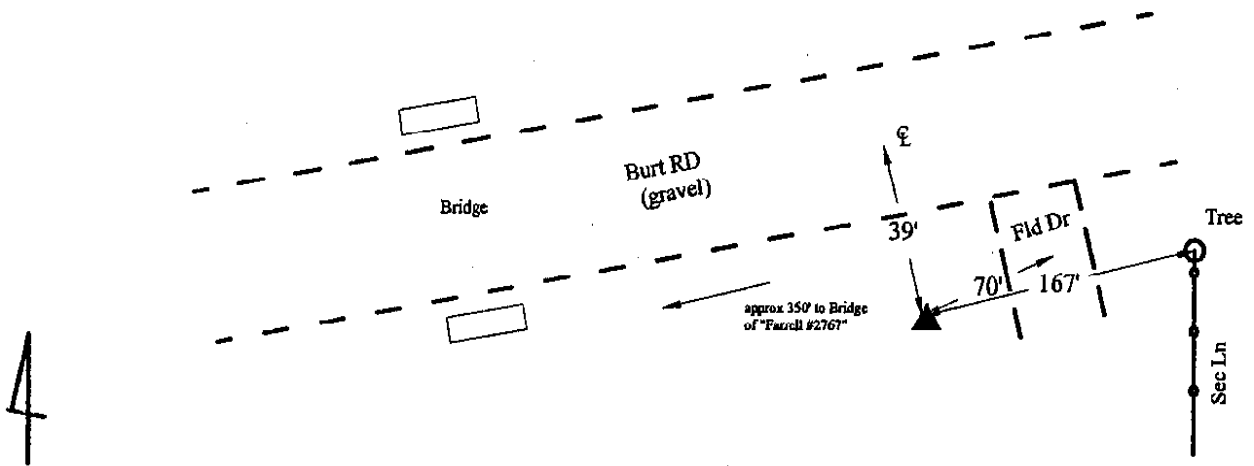 ℄
Burt RD
(gravel)
Bridge
Tree
39'
Fld Dr
70'
167'
approx 350' to Bridge
of "Farrell #2767"
Sec Ln